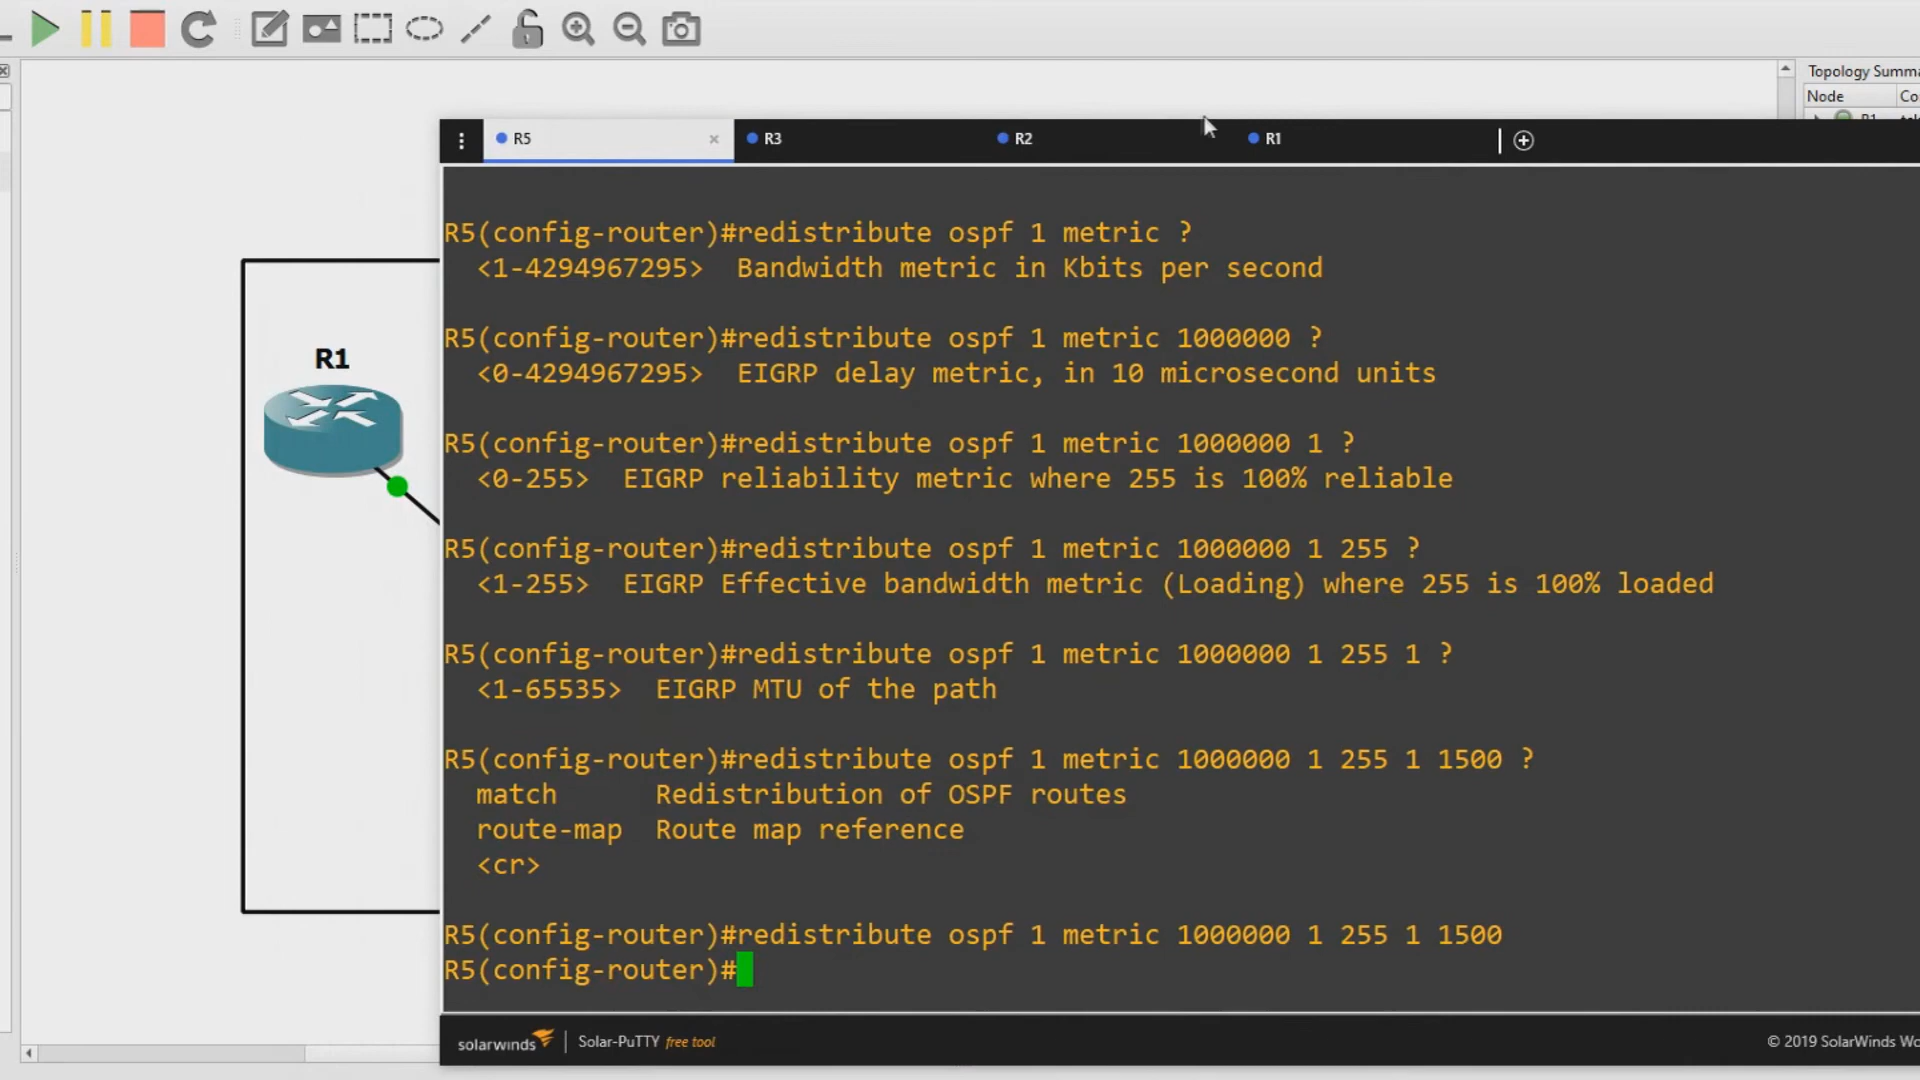 Topology Summa
Node Co
R5 R3 R2 R1
R1
R5(config-router)#redistribute ospf 1 metric ?
<1-4294967295> Bandwidth metric in Kbits per second
R5(config-router)#redistribute ospf 1 metric 1000000 ?
<0-4294967295> EIGRP delay metric, in 10 microsecond units
R5(config-router)#redistribute ospf 1 metric 1000000 1 ?
<0-255> EIGRP reliability metric where 255 is 100% reliable
R5(config-router)#redistribute ospf 1 metric 1000000 1 255 ?
<1-255> EIGRP Effective bandwidth metric (Loading) where 255 is 100% loaded
R5(config-router)#redistribute ospf 1 metric 1000000 1 255 1 ?
<1-65535> EIGRP MTU of the path
R5(config-router)#redistribute ospf 1 metric 1000000 1 255 1 1500 ?
match Redistribution of OSPF routes
route-map Route map reference
<cr>
R5(config-router)#redistribute ospf 1 metric 1000000 1 255 1 1500
R5(config-router)#
solarwinds Solar-PuTTY free tool
© 2019 SolarWinds Wo